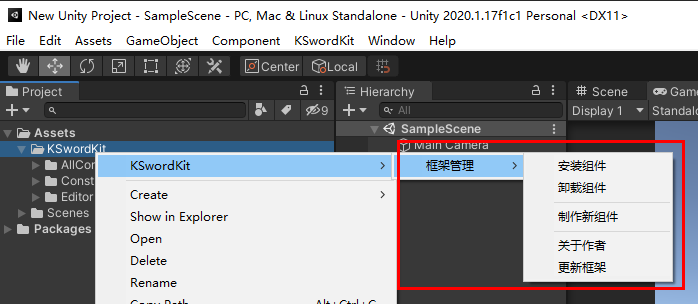 New Unity Project - SampleScene - PC, Mac & Linux Standalone - Unity 2020.1.17f1c1 Personal <DX11>
File Edit Assets GameObject Component KSwordKit Window Help
Center Local
Project
9
Assets
KSwordKit
AllCon
Const
Editor
Scenes
Packages
Hierarchy
All
SampleScene
Main Camera
Scene Game
Display 1 Standalo
KSwordKit
Create
Show in Explorer
Open
Delete
Rename
Copy Path Alt+Ctrl+C
框架管理
安装组件
卸载组件
制作新组件
关于作者
更新框架